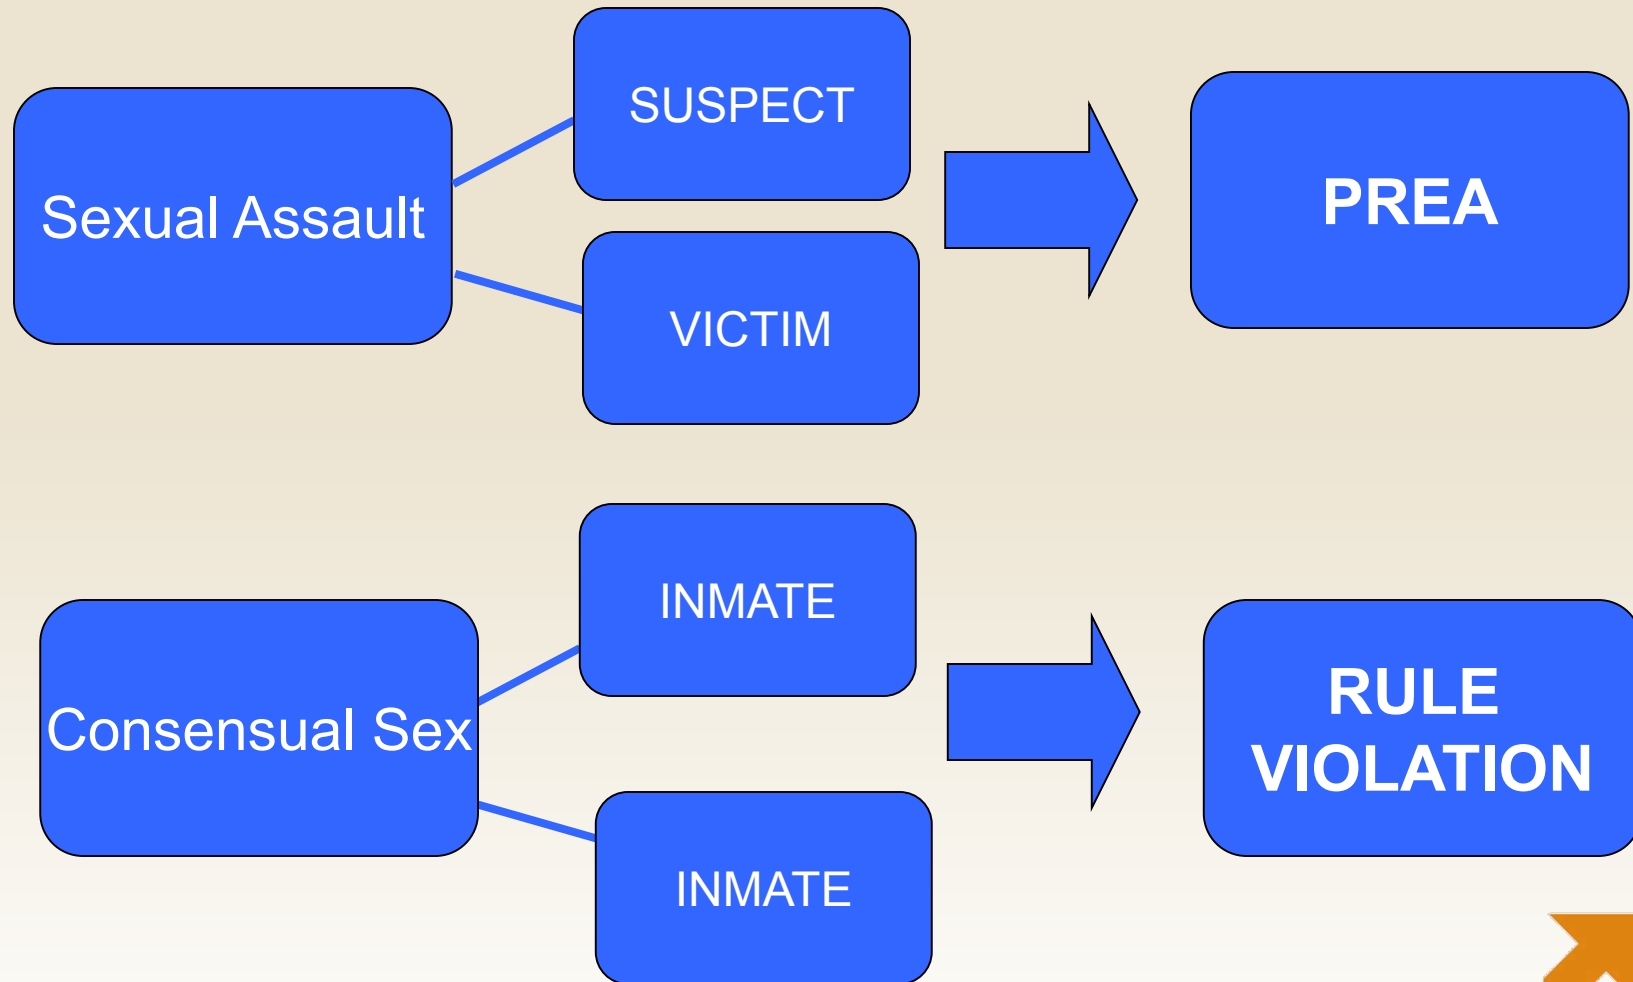 Sexual Assault
SUSPECT
VICTIM
PREA
Consensual Sex
INMATE
INMATE
RULE
VIOLATION